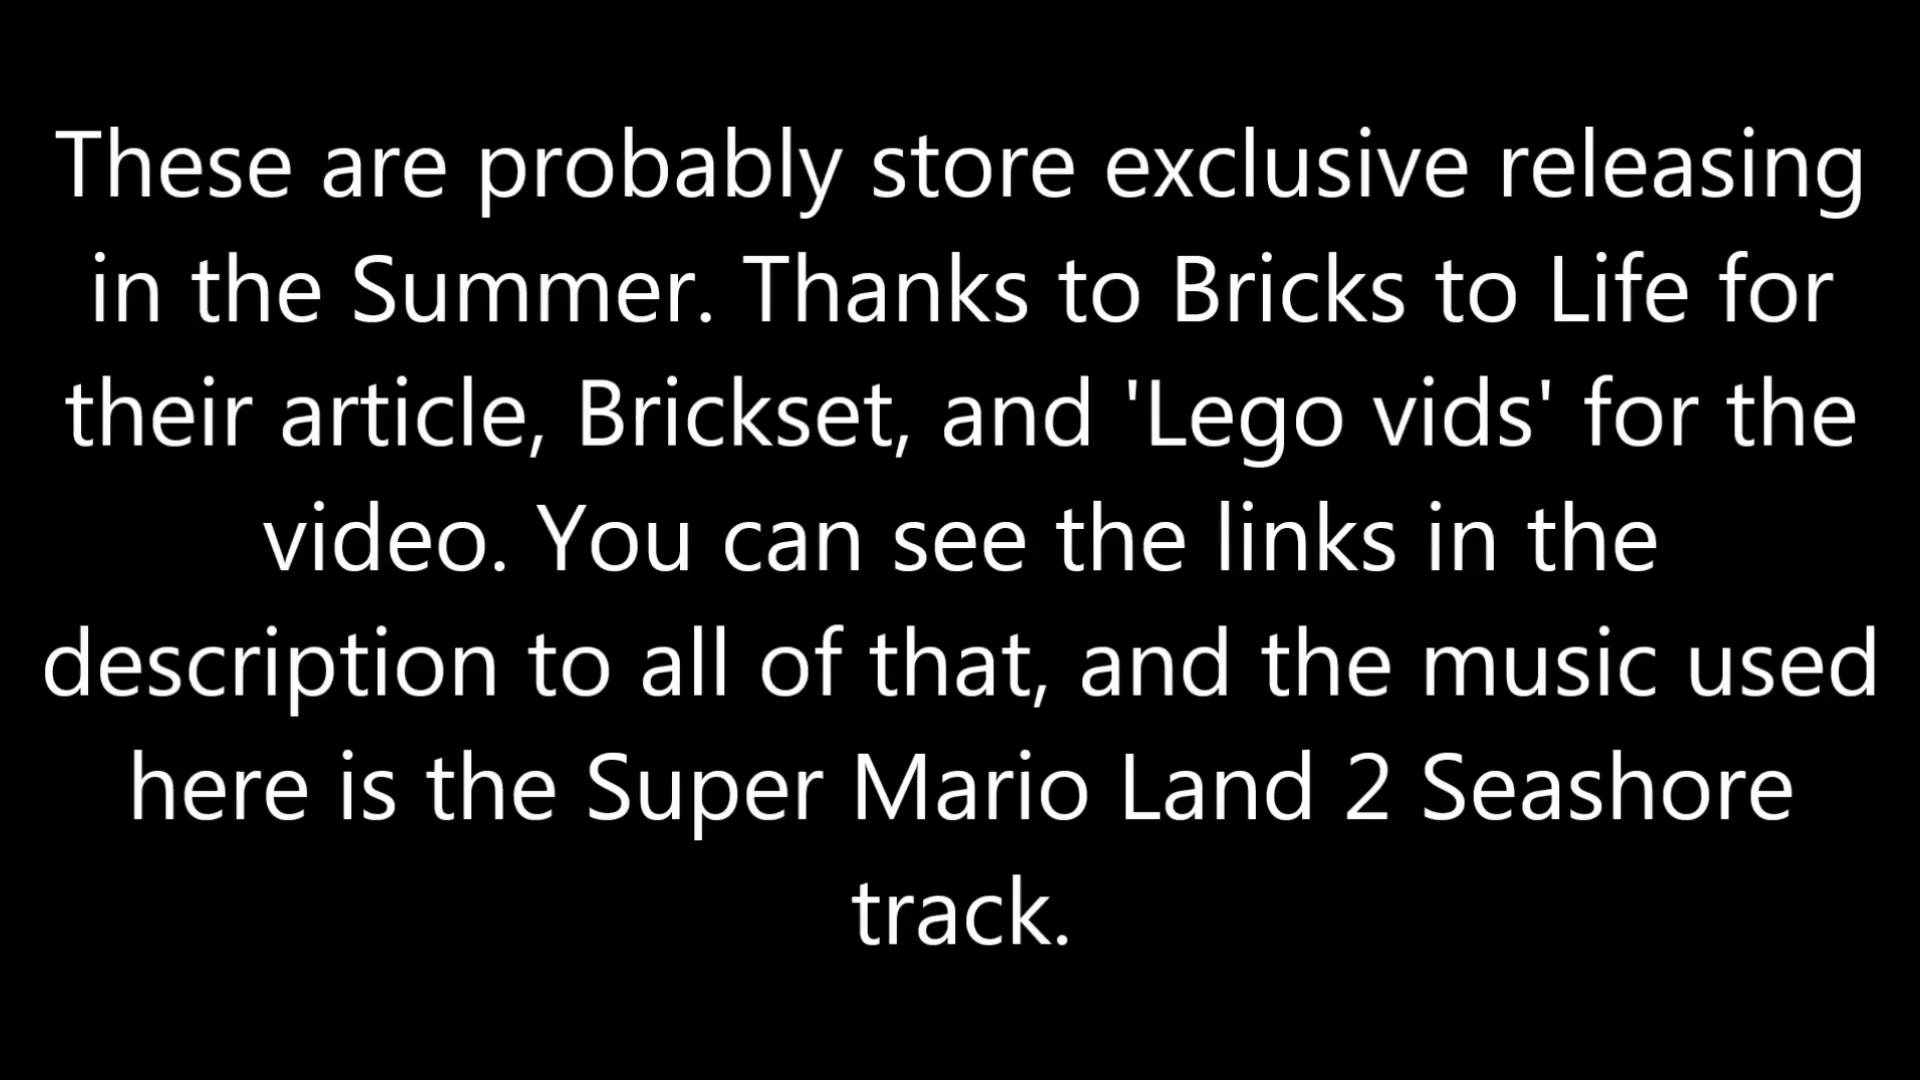 These are probably store exclusive releasing
in the Summer. Thanks to Bricks to Life for
their article, Brickset, and 'Lego vids' for the
video. You can see the links in the
description to all of that, and the music used
here is the Super Mario Land 2 Seashore
track.